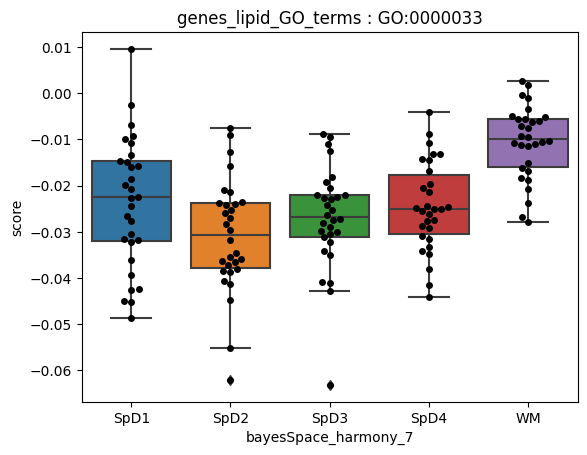 genes_lipid_GO_terms : GO:0000033
0.01
0.00
−0.01
−0.02
−0.03
−0.04
−0.05
−0.06
score
SpD1 SpD2 SpD3 SpD4 WM
bayesSpace_harmony_7